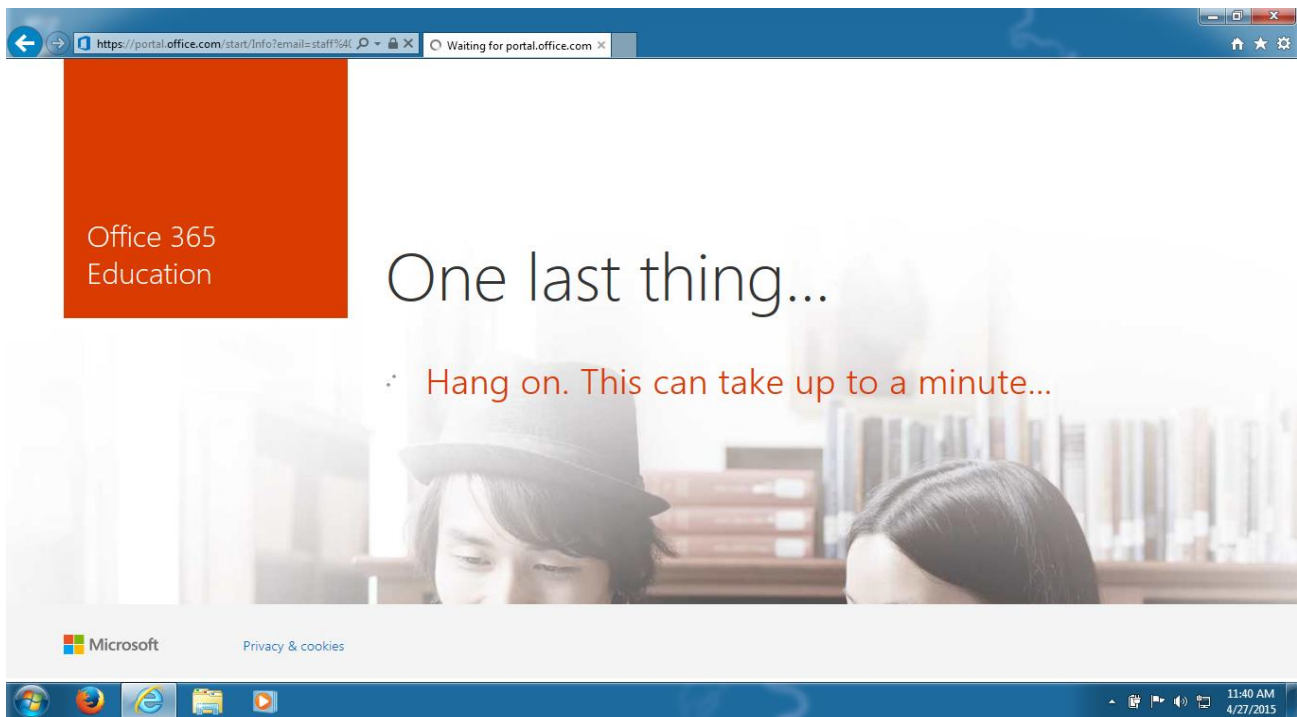 https://portal.office.com/start/Info?email=staff%4(
Waiting for portal.office.com
Office 365
Education
One last thing...
Hang on. This can take up to a minute...
Microsoft
Privacy & cookies
11:40 AM
4/27/2015